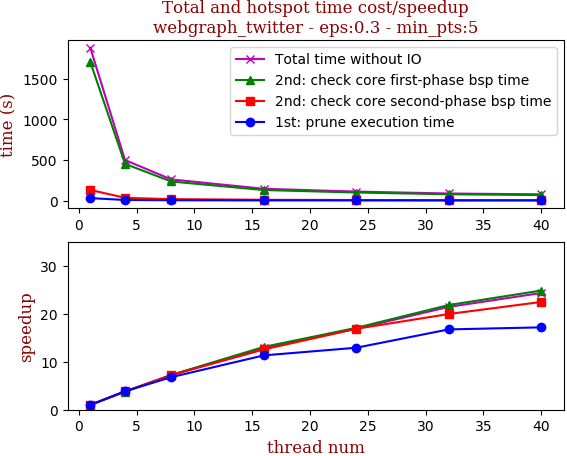 Total and hotspot time cost/speedup
webgraph_twitter - eps:0.3 - min_pts:5
time (s)
1500
1000
500
0
Total time without IO
2nd: check core first-phase bsp time
2nd: check core second-phase bsp time
1st: prune execution time
0 5 10 15 20 25 30 35 40
speedup
30
20
10
0
0 5 10 15 20 25 30 35 40
thread num